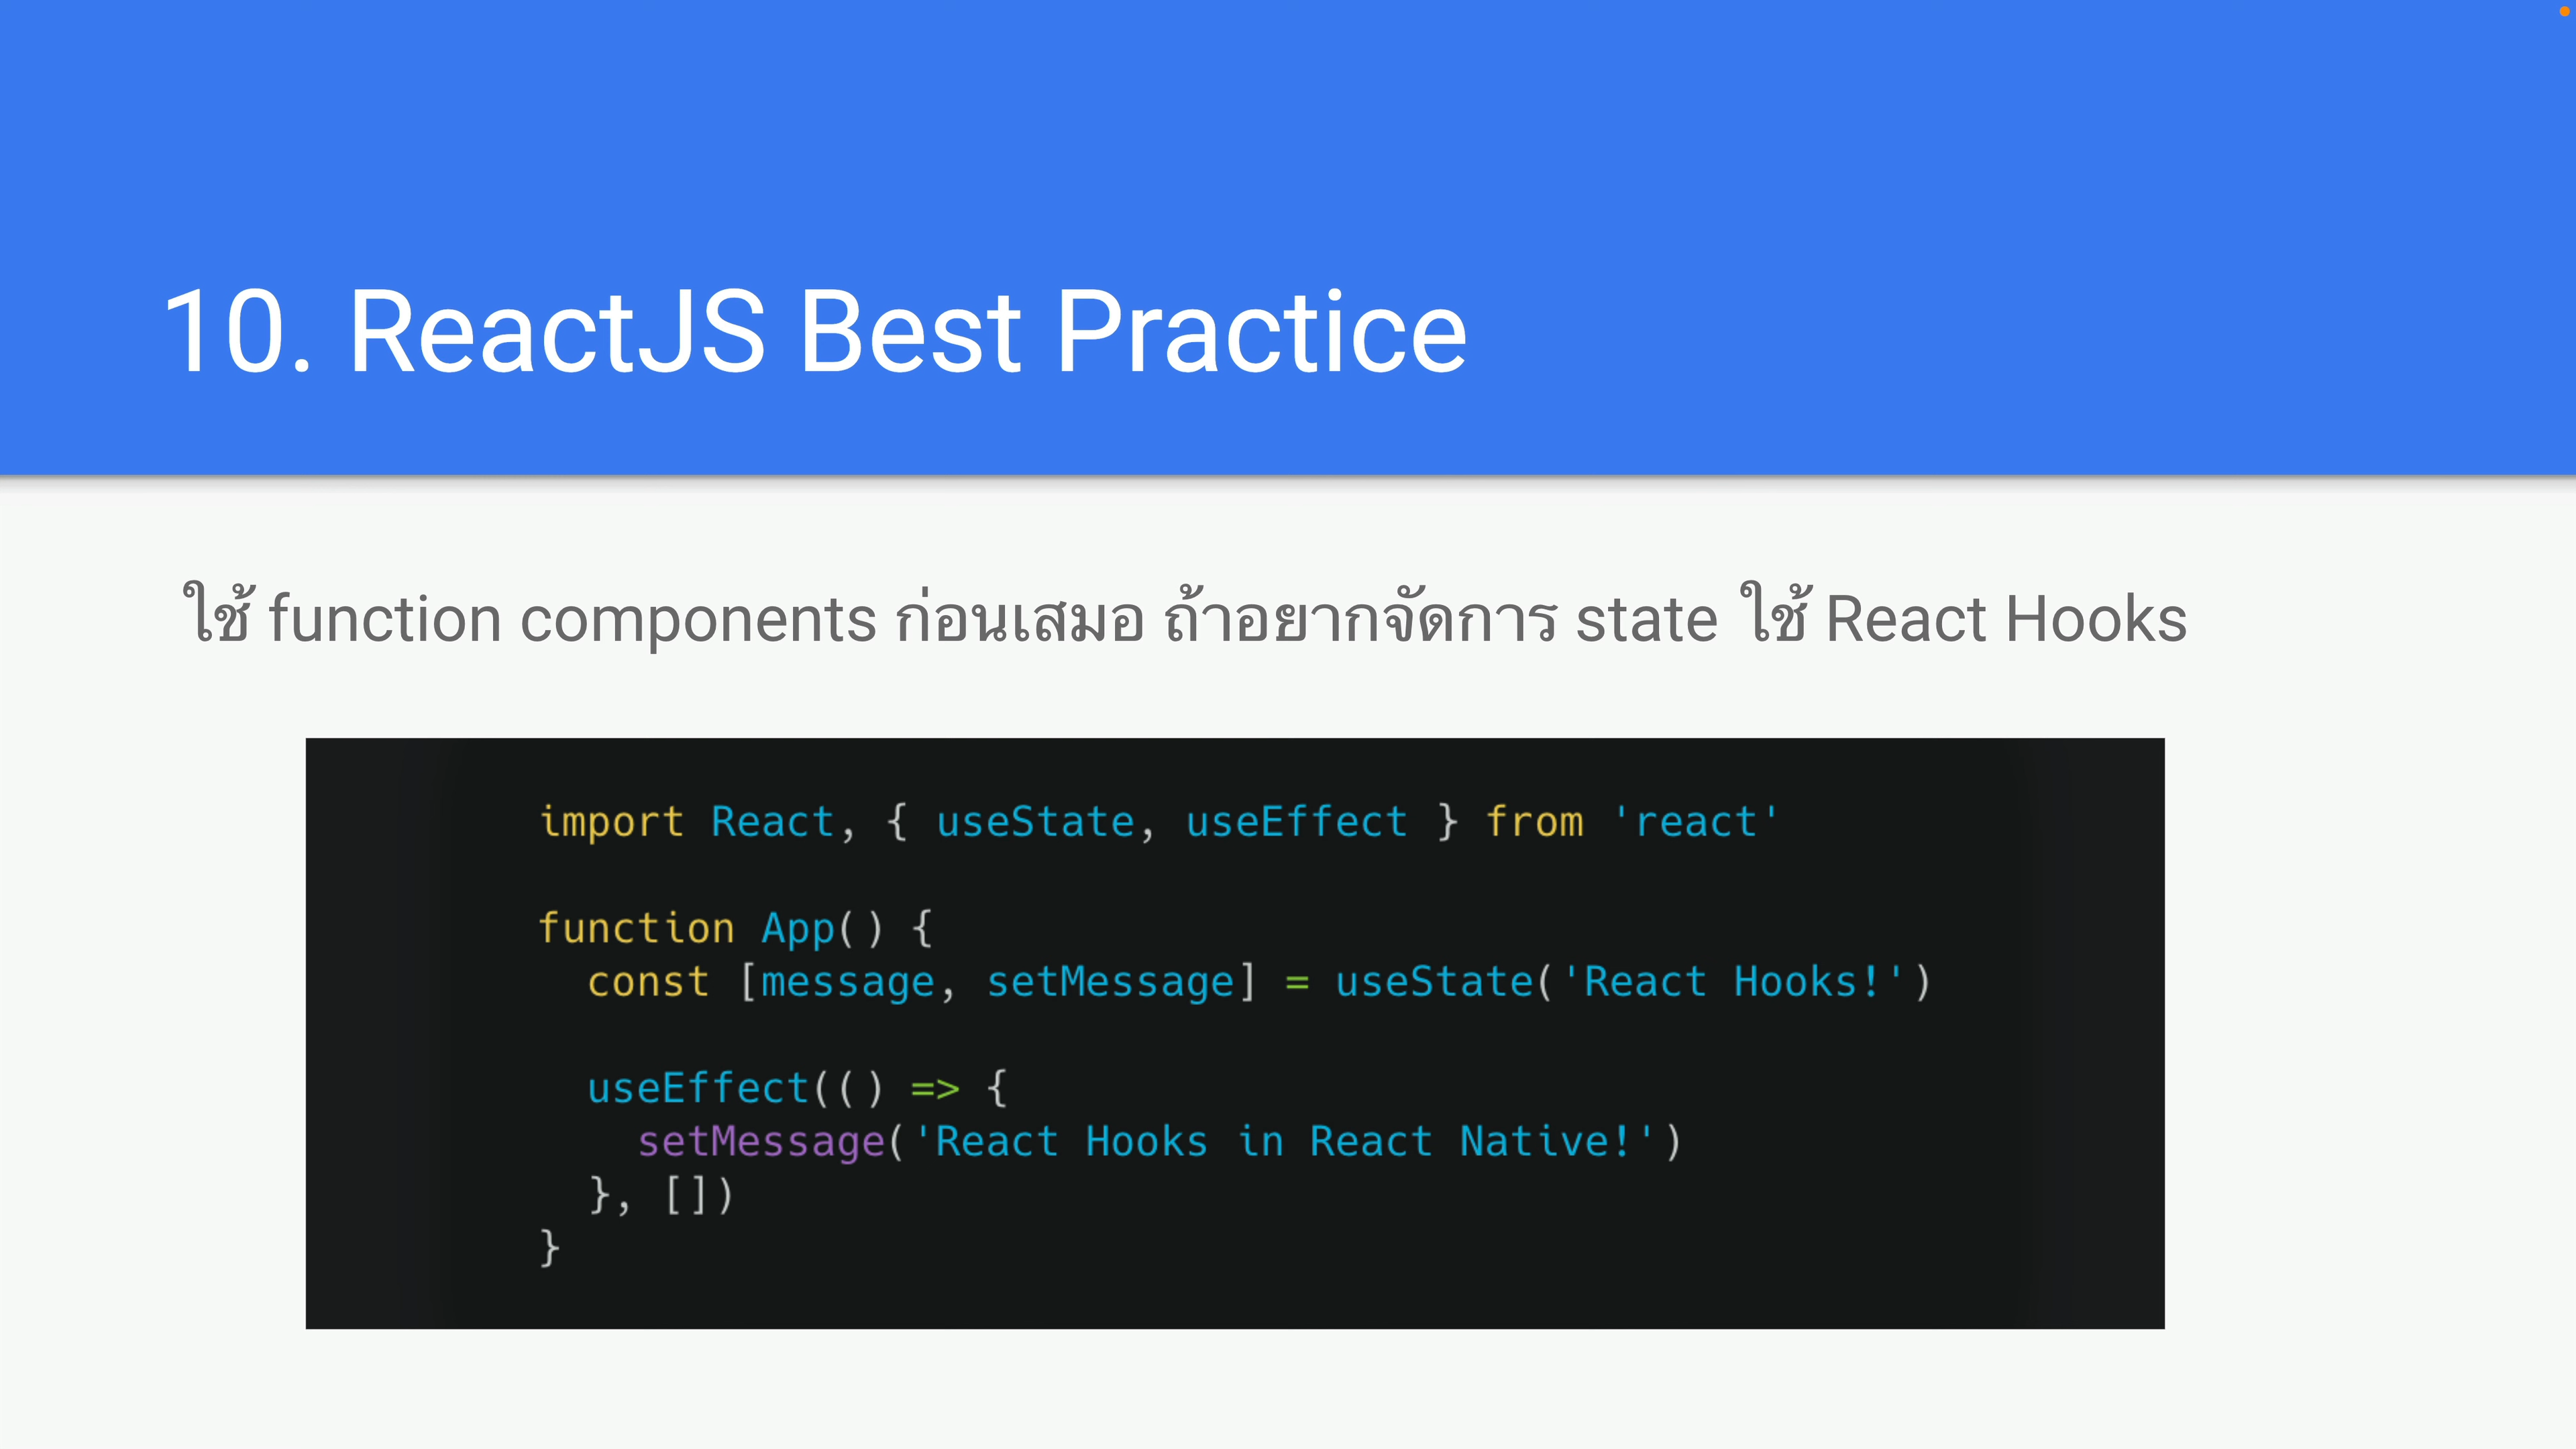 10. ReactJS Best Practice
ใช้ function components ก่อนเสมอ ถ้าอยากจัดการ state ใช้ React Hooks
import React, { useState, useEffect } from 'react'
function App() {
const [message, setMessage] = useState('React Hooks!')
useEffect(() => {
setMessage('React Hooks in React Native!')
}, [])
}